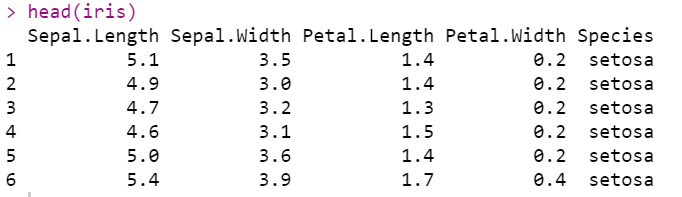 > head(iris)
  Sepal.Length Sepal.Width Petal.Length Petal.Width Species
1          5.1         3.5          1.4         0.2  setosa
2          4.9         3.0          1.4         0.2  setosa
3          4.7         3.2          1.3         0.2  setosa
4          4.6         3.1          1.5         0.2  setosa
5          5.0         3.6          1.4         0.2  setosa
6          5.4         3.9          1.7         0.4  setosa